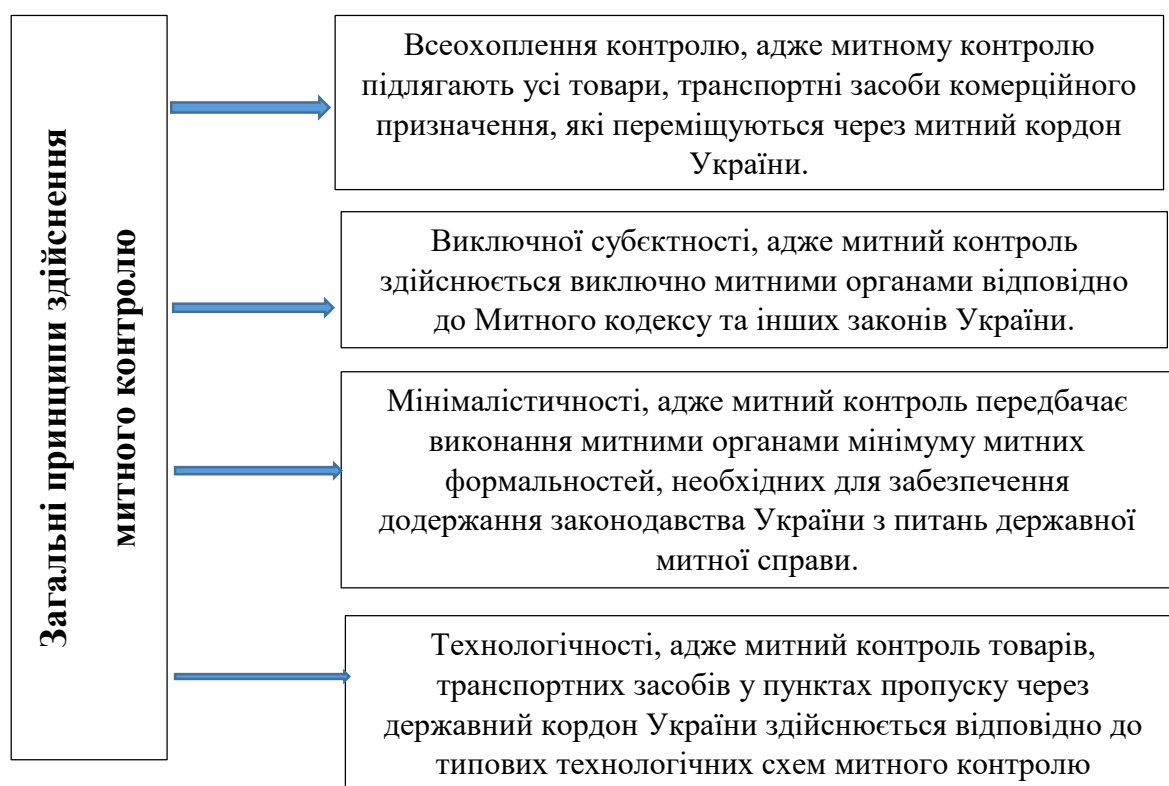 Загальні принципи здійснення
митного контролю
Всеохоплення контролю, адже митному контролю
підлягають усі товари, транспортні засоби комерційного
призначення, які переміщуються через митний кордон
України.
Виключної субєктності, адже митний контроль
здійснюється виключно митними органами відповідно
до Митного кодексу та інших законів України.
Мінімалістичності, адже митний контроль передбачає
виконання митними органами мінімуму митних
формальностей, необхідних для забезпечення
додержання законодавства України з питань державної
митної справи.
Технологічності, адже митний контроль товарів,
транспортних засобів у пунктах пропуску через
державний кордон України здійснюється відповідно до
типових технологічних схем митного контролю